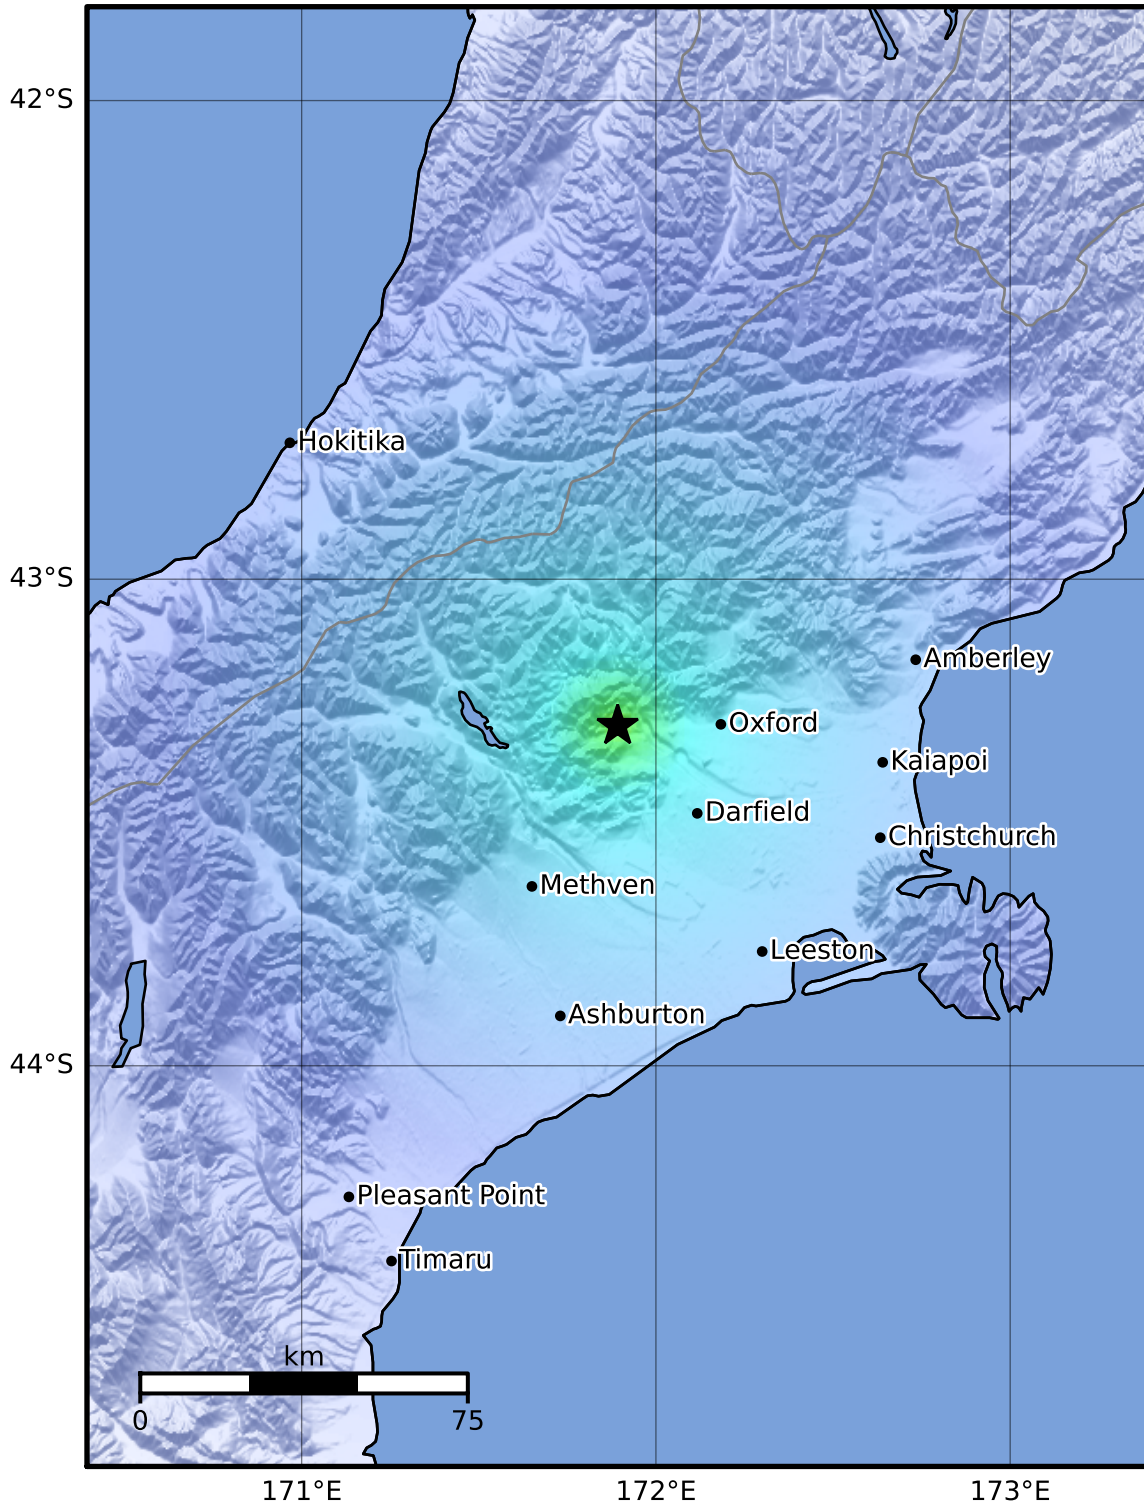 42°S
Hokitika
43°S
Amberley
Oxford
Kaiapoi
Darfield
Christchurch
Methven
Leeston
Ashburton
44°S
Pleasant Point
Timaru
km
0 75
171°E 172°E 173°E